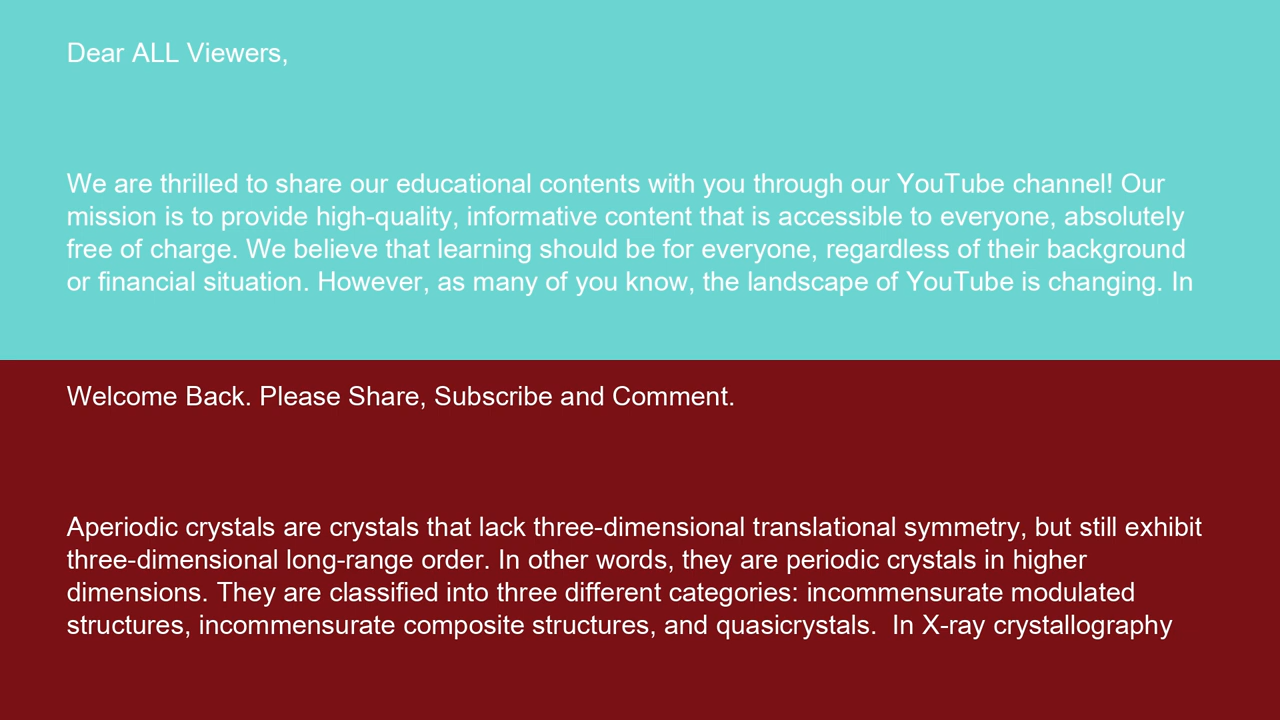 Dear ALL Viewers,
We are thrilled to share our educational contents with you through our YouTube channel! Our
mission is to provide high-quality, informative content that is accessible to everyone, absolutely
free of charge. We believe that learning should be for everyone, regardless of their background
or financial situation. However, as many of you know, the landscape of YouTube is changing. In
Welcome Back. Please Share, Subscribe and Comment.
Aperiodic crystals are crystals that lack three-dimensional translational symmetry, but still exhibit
three-dimensional long-range order. In other words, they are periodic crystals in higher
dimensions. They are classified into three different categories: incommensurate modulated
structures, incommensurate composite structures, and quasicrystals.  In X-ray crystallography